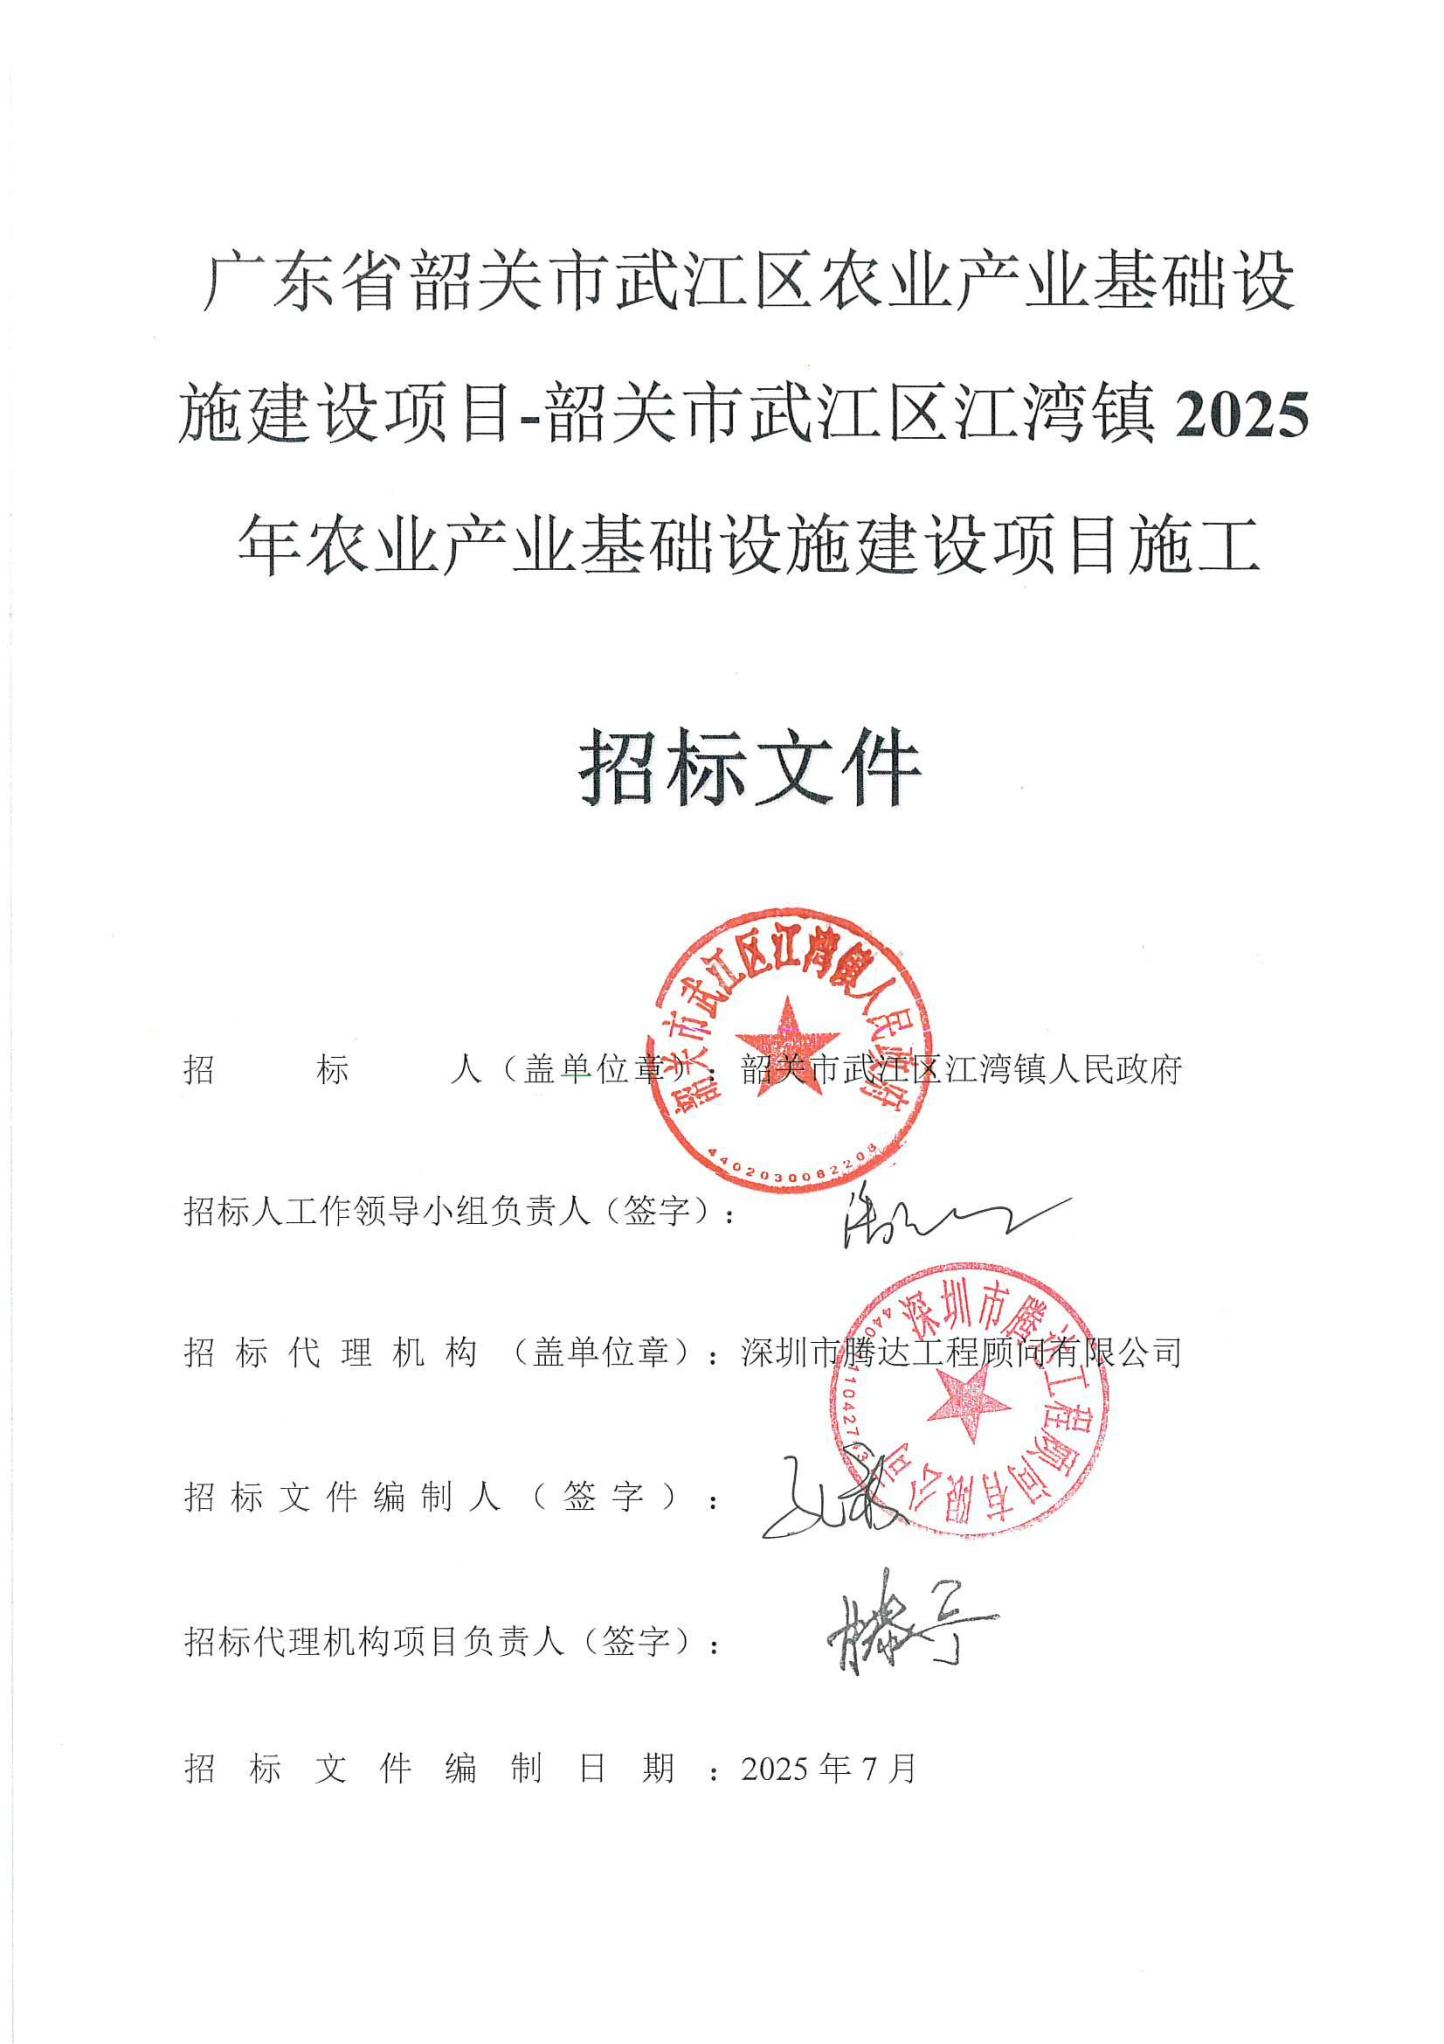 广东省韶关市武江区农业产业基础设
施建设项目-韶关市武江区江湾镇 2025
年农业产业基础设施建设项目施工
招标文件
韶关市武江区江湾镇人民政府
4402030082208
招标人（盖单位章）：韶关市武江区江湾镇人民政府
招标人工作领导小组负责人（签字）：
深圳市腾达工程顾问有限公司
招标代理机构（盖单位章）：深圳市腾达工程顾问有限公司
招标文件编制人（签字）：
招标代理机构项目负责人（签字）： 滕宁
招标文件编制日期：2025 年 7 月